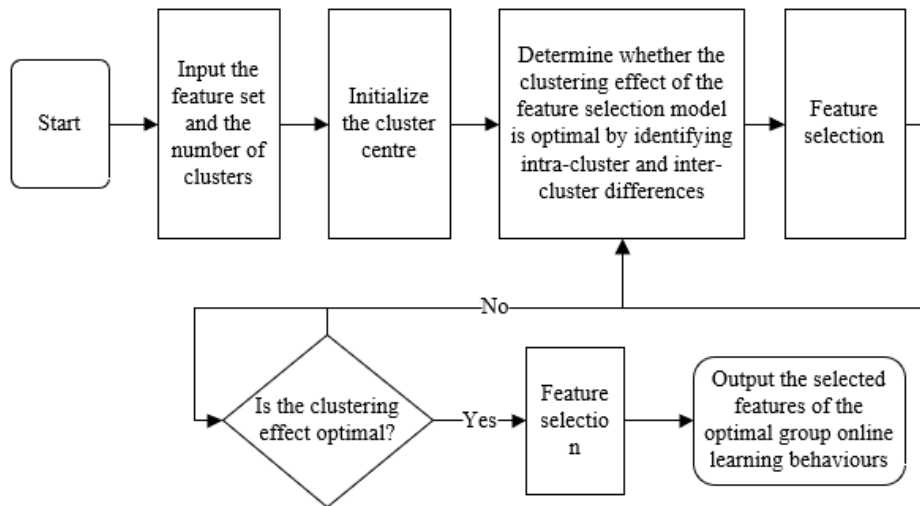 Start
Input the
feature set
and the
number of
clusters
Initialize
the cluster
centre
Determine whether the
clustering effect of the
feature selection model
is optimal by identifying
intra-cluster and inter-
cluster differences
Feature
selection
No
Is the clustering
effect optimal?
Yes
Feature
selectio
n
Output the selected
features of the
optimal group online
learning behaviours